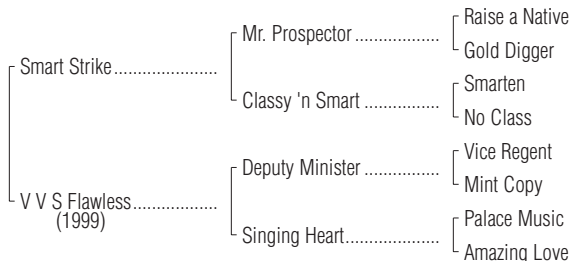 Raise a Native
Mr. Prospector ..................
Gold Digger
Smart Strike......................
Smarten
Classy 'n Smart ................
No Class
Vice Regent
Deputy Minister ................
Mint Copy
V V S Flawless..................
(1999)
Palace Music
Singing Heart....................
Amazing Love